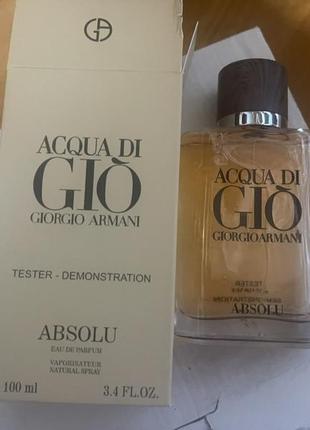 GA
ACQUA DI
GIÒ
GIORGIO ARMANI
TESTER - DEMONSTRATION
ABSOLU
EAU DE PARFUM
VAPORISATEUR
NATURAL SPRAY
100 ml
3.4 FL.OZ.
ACQUA DI
GIÒ
GIORGIO ARMANI
ABSOLU